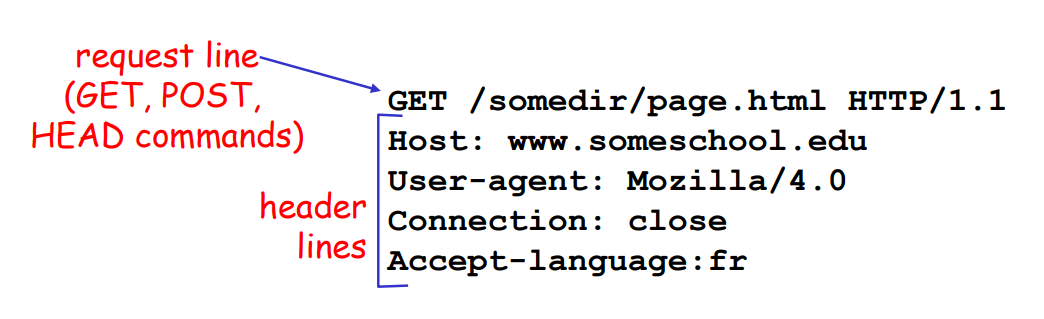 request line
(GET, POST,
HEAD commands)
GET /somedir/page.html HTTP/1.1
Host: www.someschool.edu
User-agent: Mozilla/4.0
Connection: close
Accept-language:fr
header
lines